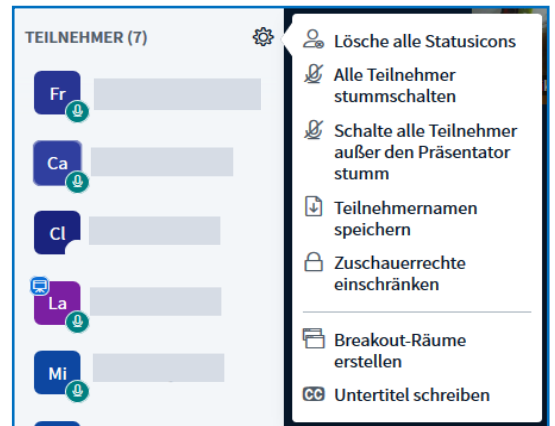 TEILNEHMER (7)
Fr
Ca
Cl
La
Mi
Lösche alle Statusicons
Alle Teilnehmer
stummschalten
Schalte alle Teilnehmer
außer den Präsentator
stumm
Teilnehmernamen
speichern
Zuschauerrechte
einschränken
Breakout-Räume
erstellen
CC Untertitel schreiben